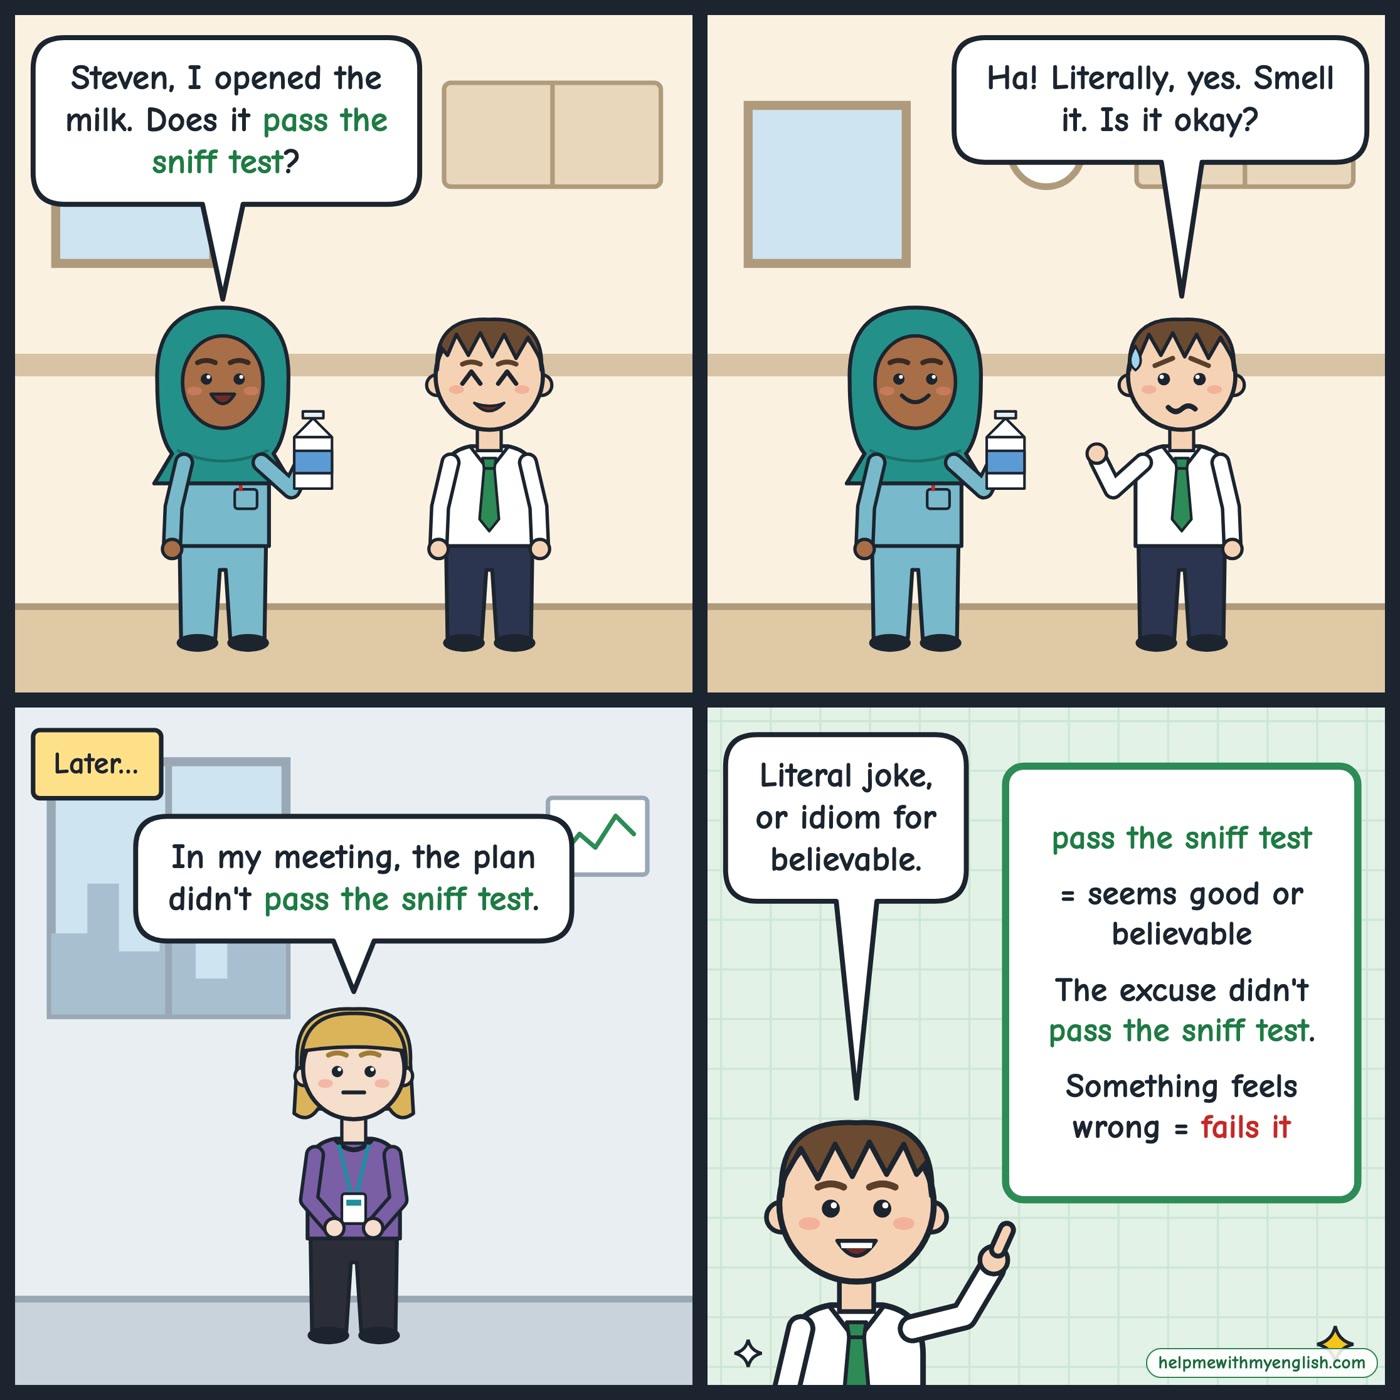 Steven, I opened the
milk. Does it pass the
sniff test?
Ha! Literally, yes. Smell
it. Is it okay?
Later...
In my meeting, the plan
didn't pass the sniff test.
Literal joke,
or idiom for
believable.
pass the sniff test
= seems good or
believable
The excuse didn't
pass the sniff test.
Something feels
wrong = fails it
helpmewithmyenglish.com